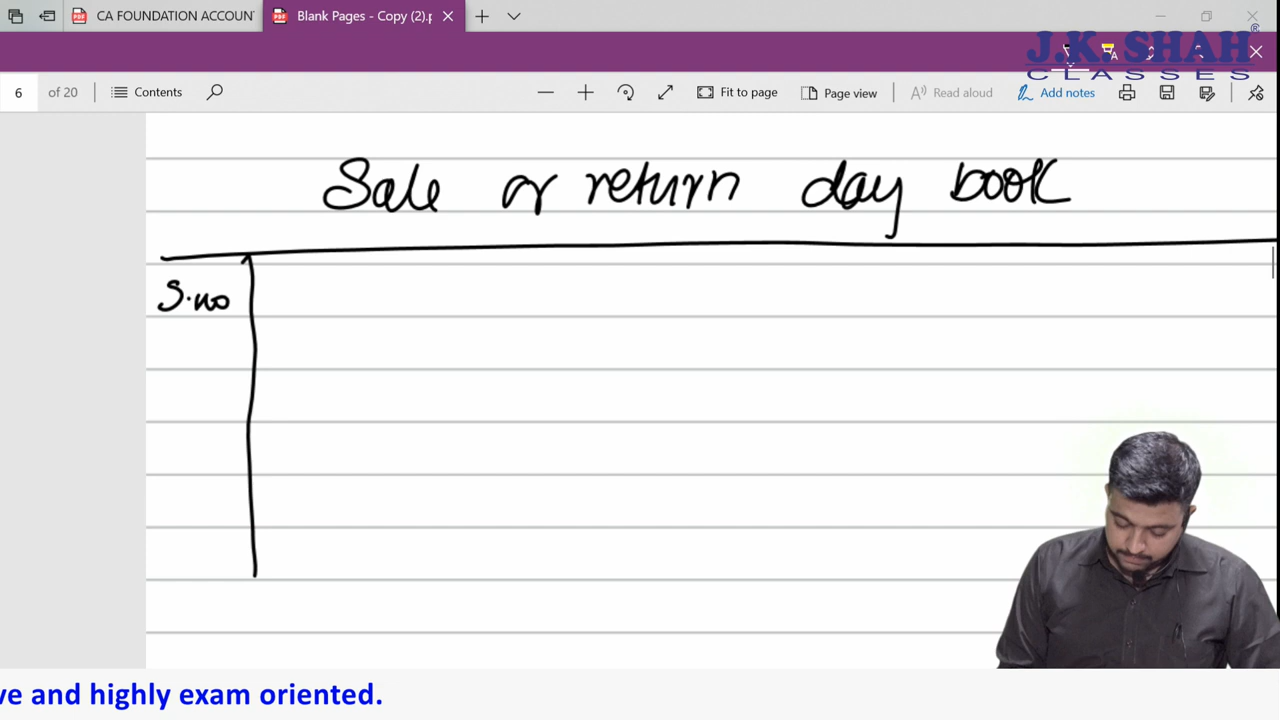 CA FOUNDATION ACCOUN
Blank Pages - Copy (2).p
J.K. SHAH®
CLASSES
6 of 20
Contents
Fit to page
Page view
Read aloud
Add notes
Sale or return day book
S.no
ve and highly exam oriented.